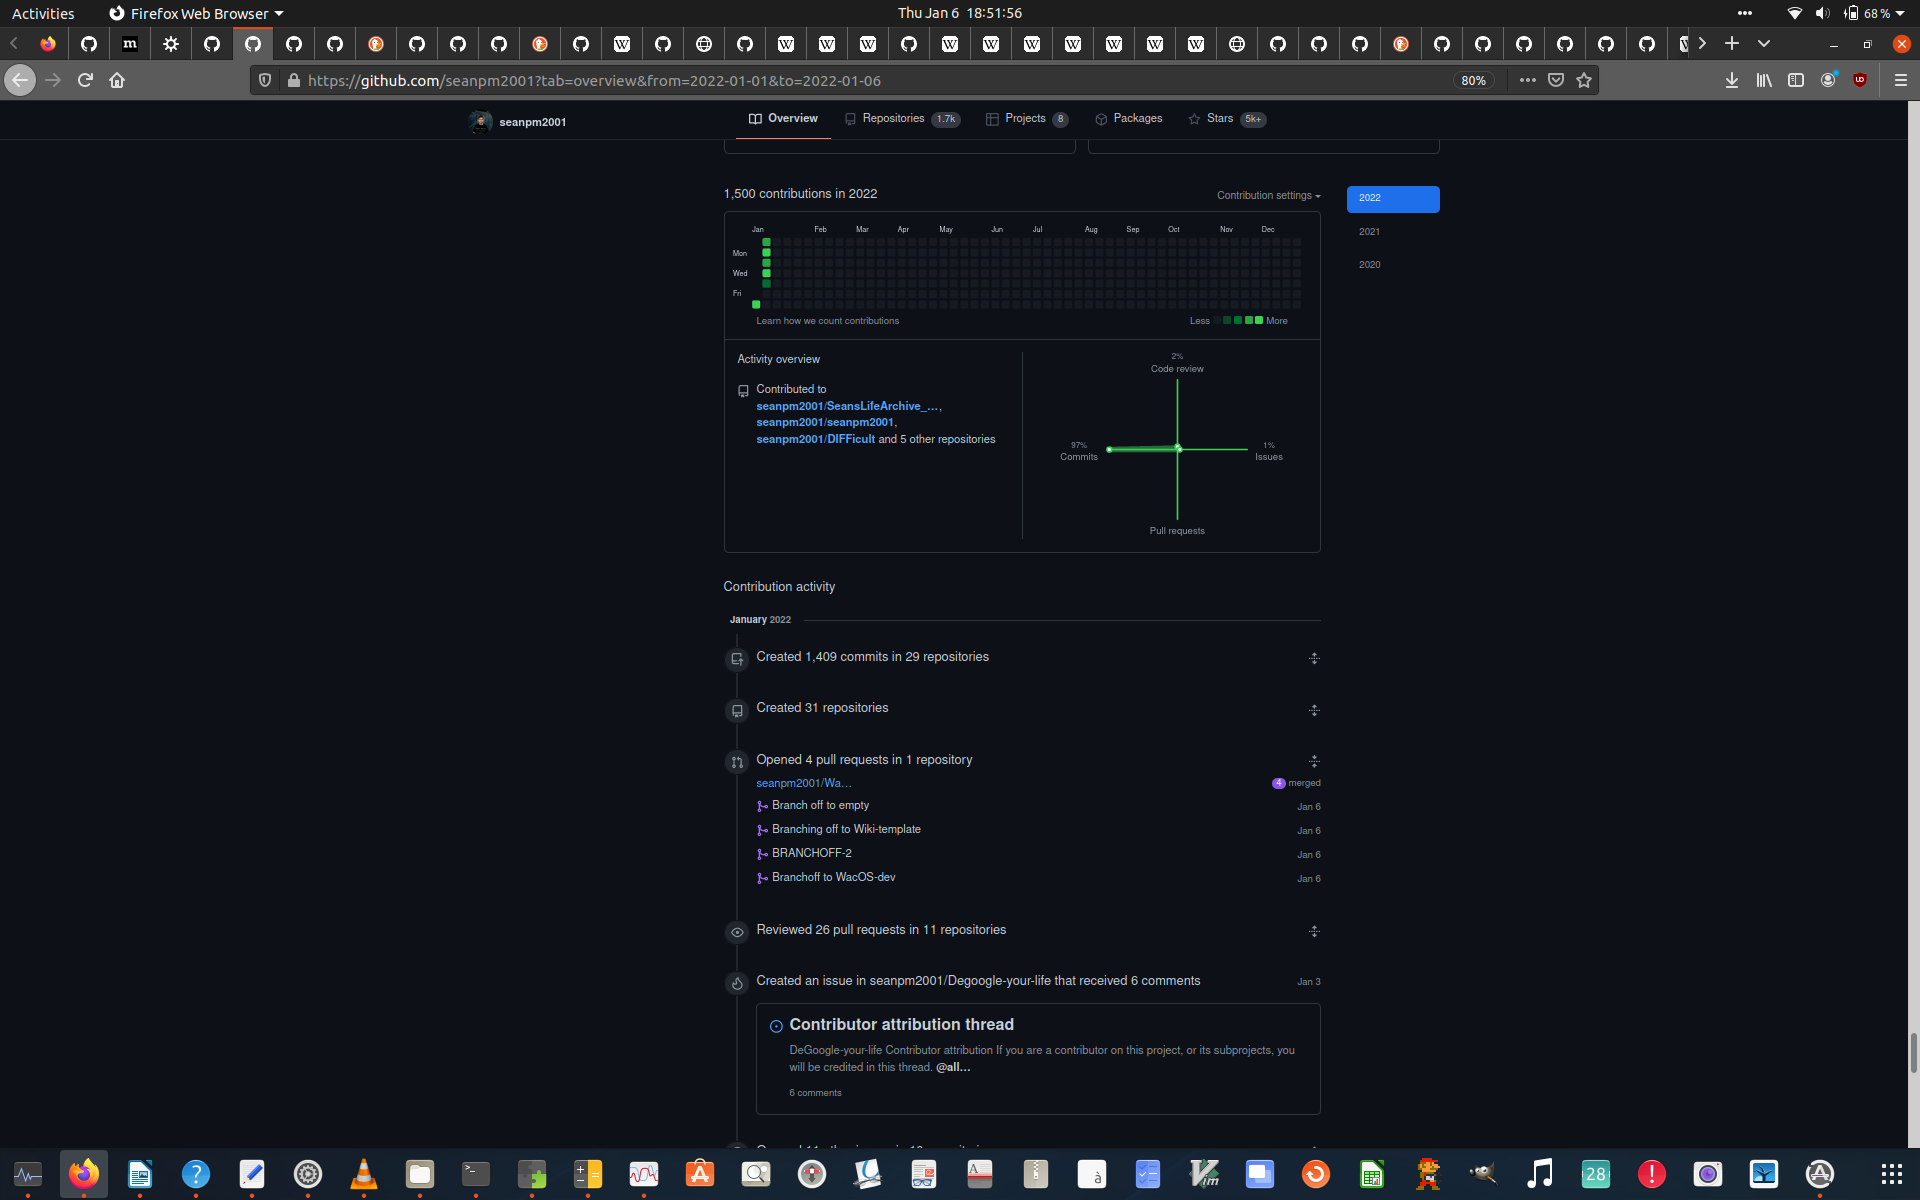 Activities
Firefox Web Browser
Thu Jan 6 18:51:56
68 %
https://github.com/seanpm2001?tab=overview&from=2022-01-01&to=2022-01-06
80%
seanpm2001
Overview
Repositories 1.7k
Projects 8
Packages
Stars 5k+
1,500 contributions in 2022
Contribution settings
2022
2021
2020
Jan Feb Mar Apr May Jun Jul Aug Sep Oct Nov Dec
Mon
Wed
Fri
Learn how we count contributions
Less More
Activity overview
Contributed to
seanpm2001/SeansLifeArchive_…,
seanpm2001/seanpm2001,
seanpm2001/DIFFicult and 5 other repositories
2%
Code review
97%
Commits
1%
Issues
Pull requests
Contribution activity
January 2022
Created 1,409 commits in 29 repositories
Created 31 repositories
Opened 4 pull requests in 1 repository
seanpm2001/Wa…
4 merged
Branch off to empty Jan 6
Branching off to Wiki-template Jan 6
BRANCHOFF-2 Jan 6
Branchoff to WacOS-dev Jan 6
Reviewed 26 pull requests in 11 repositories
Created an issue in seanpm2001/Degoogle-your-life that received 6 comments Jan 3
Contributor attribution thread
DeGoogle-your-life Contributor attribution If you are a contributor on this project, or its subprojects, you
will be credited in this thread. @all…
6 comments
28